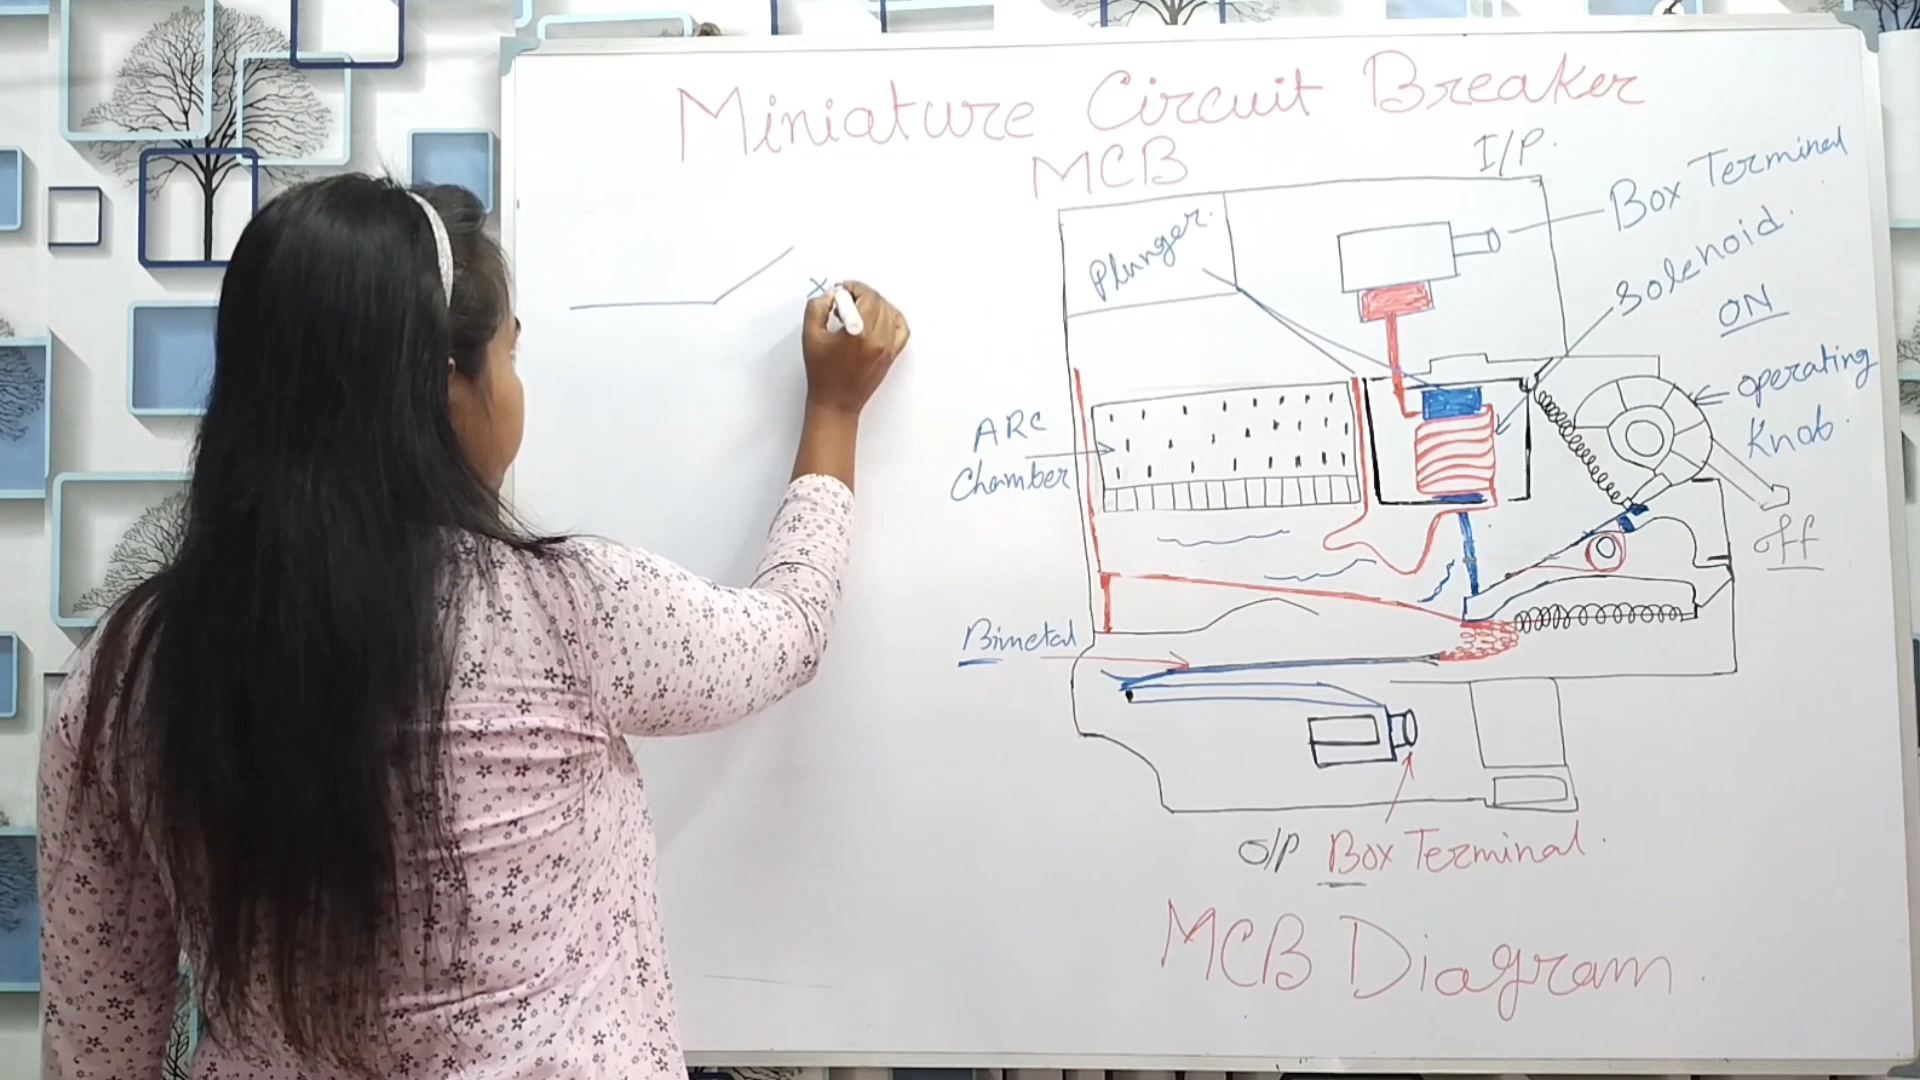 Miniature Circuit Breaker
MCB
I/P.
Box Terminal
Plunger.
Solenoid.
ON
operating
Knob.
ARC
Chamber
off
Bimetal
O/P Box Terminal.
MCB Diagram.